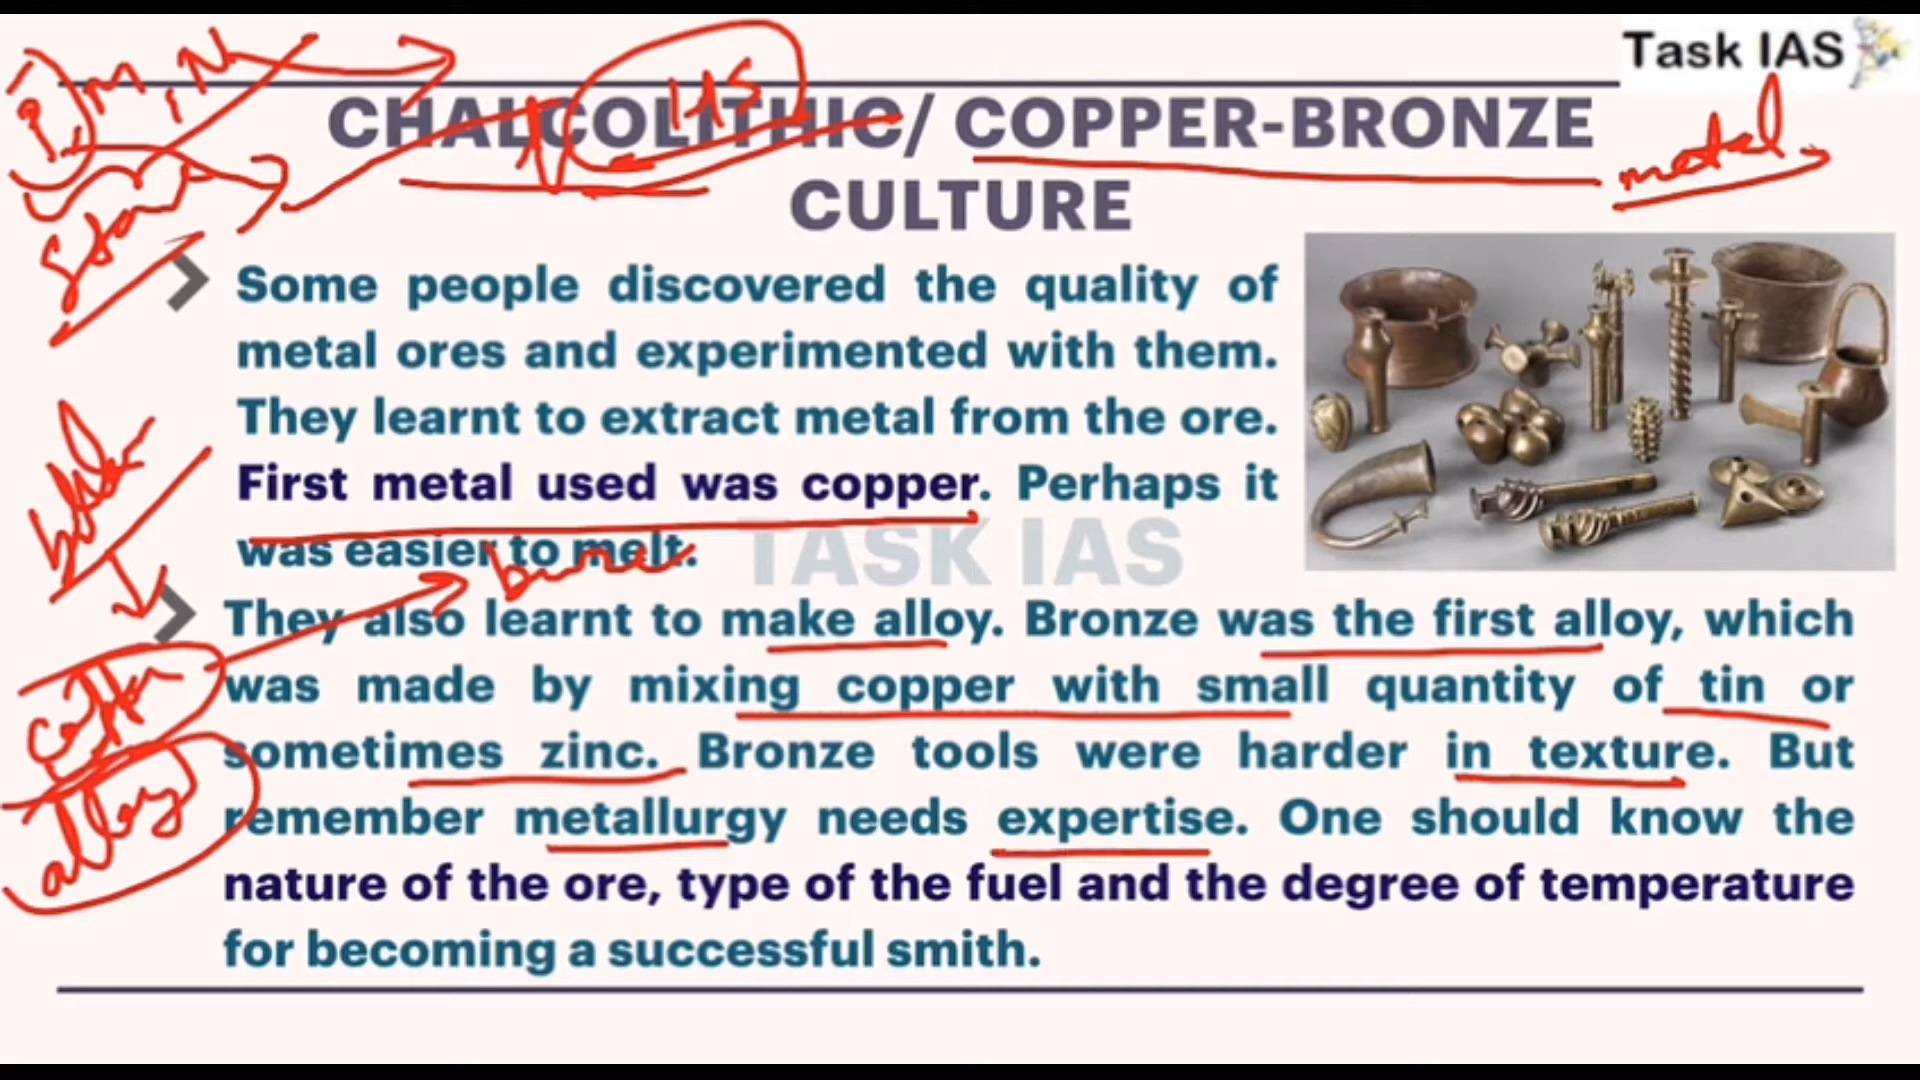 Task IAS
P, M, N
IAS
CHALCOLITHIC/ COPPER-BRONZE
metal
CULTURE
Some people discovered the quality of
metal ores and experimented with them.
They learnt to extract metal from the ore.
First metal used was copper. Perhaps it
was easier to melt.
TASK IAS
They also learnt to make alloy. Bronze was the first alloy, which
was made by mixing copper with small quantity of tin or
sometimes zinc. Bronze tools were harder in texture. But
alloy
remember metallurgy needs expertise. One should know the
nature of the ore, type of the fuel and the degree of temperature
for becoming a successful smith.